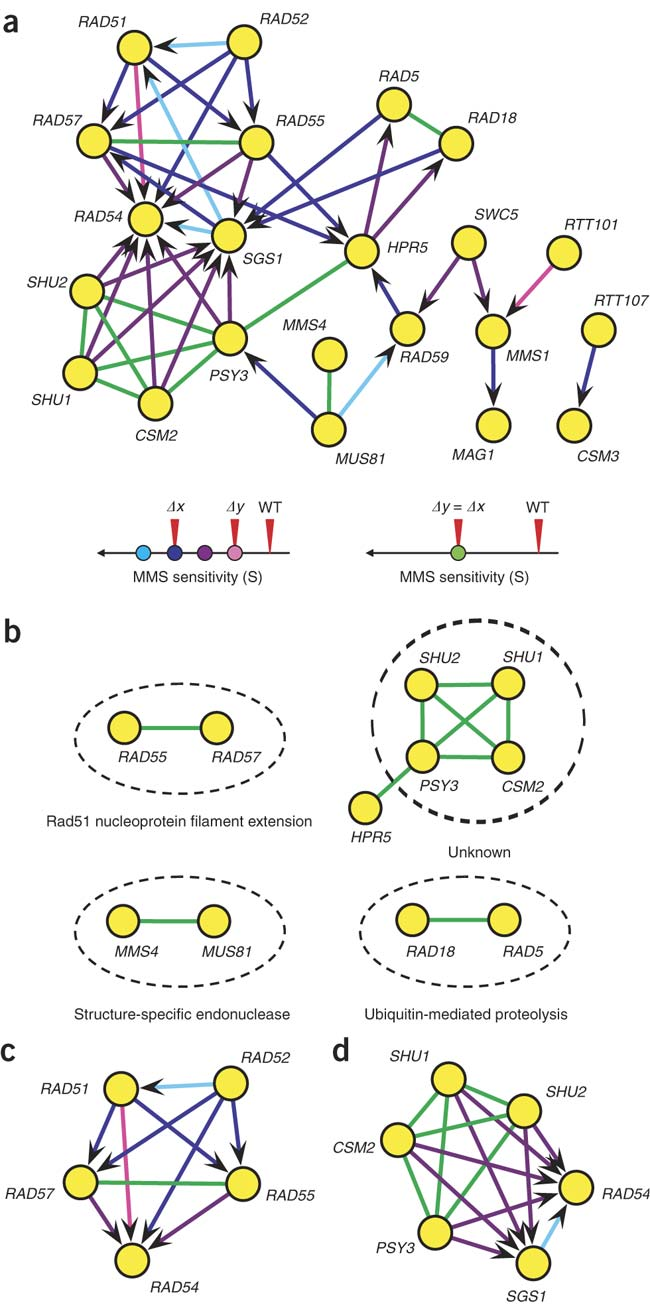 a
RAD51
RAD52
RAD5
RAD18
RAD57
RAD55
RAD54
SGS1
HPR5
SWC5
RTT101
SHU2
RTT107
MMS4
RAD59
MMS1
PSY3
SHU1
CSM2
MUS81
MAG1
CSM3
Δx
Δy
WT
Δy = Δx
WT
MMS sensitivity (S)
MMS sensitivity (S)
b
SHU2
SHU1
RAD55
RAD57
PSY3
CSM2
Rad51 nucleoprotein filament extension
HPR5
Unknown
MMS4
MUS81
RAD18
RAD5
Structure-specific endonuclease
Ubiquitin-mediated proteolysis
c
RAD52
RAD51
RAD57
RAD55
RAD54
d
SHU1
SHU2
CSM2
RAD54
PSY3
SGS1